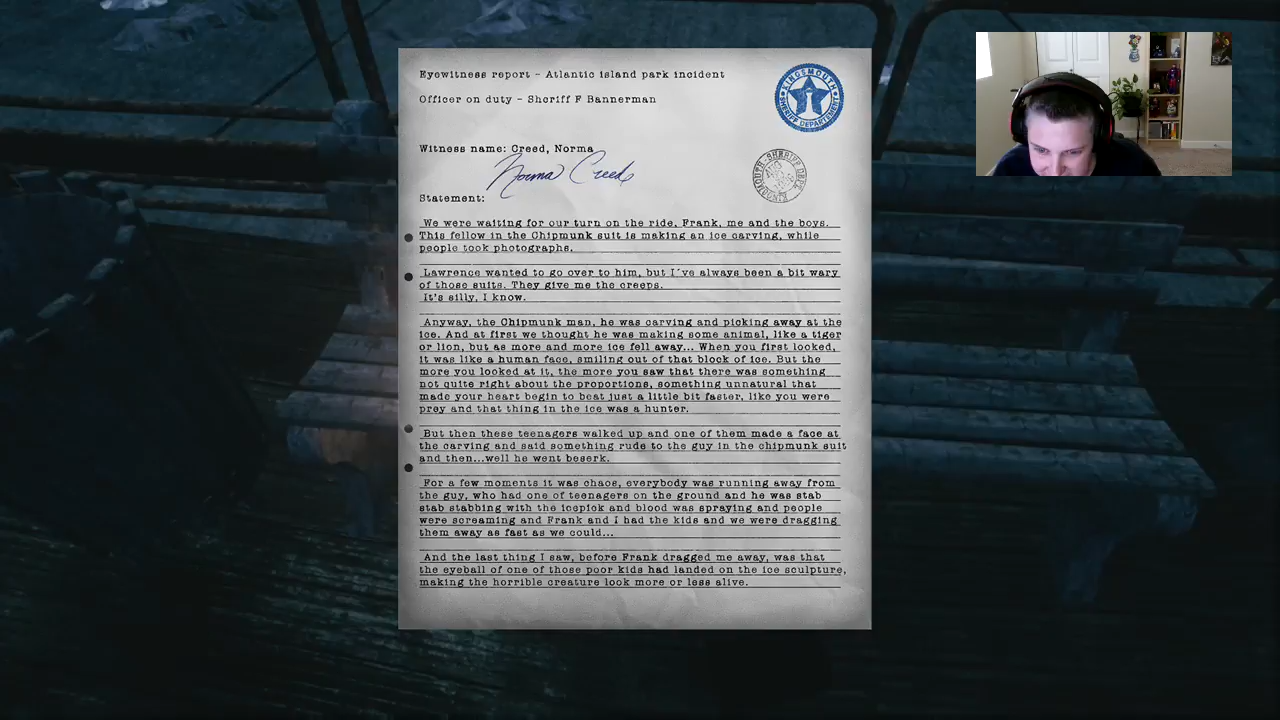 Eyewitness report - Atlantic island park incident
Officer on duty - Sheriff F Bannerman
KINGSMOUTH
SHERIFF DEPARTMENT
Witness name: Creed, Norma
Norma Creed
KINGSMOUTH SHERIFF DEPT.
Statement:
We were waiting for our turn on the ride, Frank, me and the boys.
This fellow in the Chipmunk suit is making an ice carving, while
people took photographs.
Lawrence wanted to go over to him, but I´ve always been a bit wary
of those suits. They give me the creeps.
It's silly, I know.
Anyway, the Chipmunk man, he was carving and picking away at the
ice. And at first we thought he was making some animal, like a tiger
or lion, but as more and more ice fell away... When you first looked,
it was like a human face, smiling out of that block of ice. But the
more you looked at it, the more you saw that there was something
not quite right about the proportions, something unnatural that
made your heart begin to beat just a little bit faster, like you were
prey and that thing in the ice was a hunter.
But then these teenagers walked up and one of them made a face at
the carving and said something rude to the guy in the chipmunk suit
and then...well he went beserk.
For a few moments it was chaos, everybody was running away from
the guy, who had one of teenagers on the ground and he was stab
stab stabbing with the icepick and blood was spraying and people
were screaming and Frank and I had the kids and we were dragging
them away as fast as we could...
And the last thing I saw, before Frank dragged me away, was that
the eyeball of one of those poor kids had landed on the ice sculpture,
making the horrible creature look more or less alive.